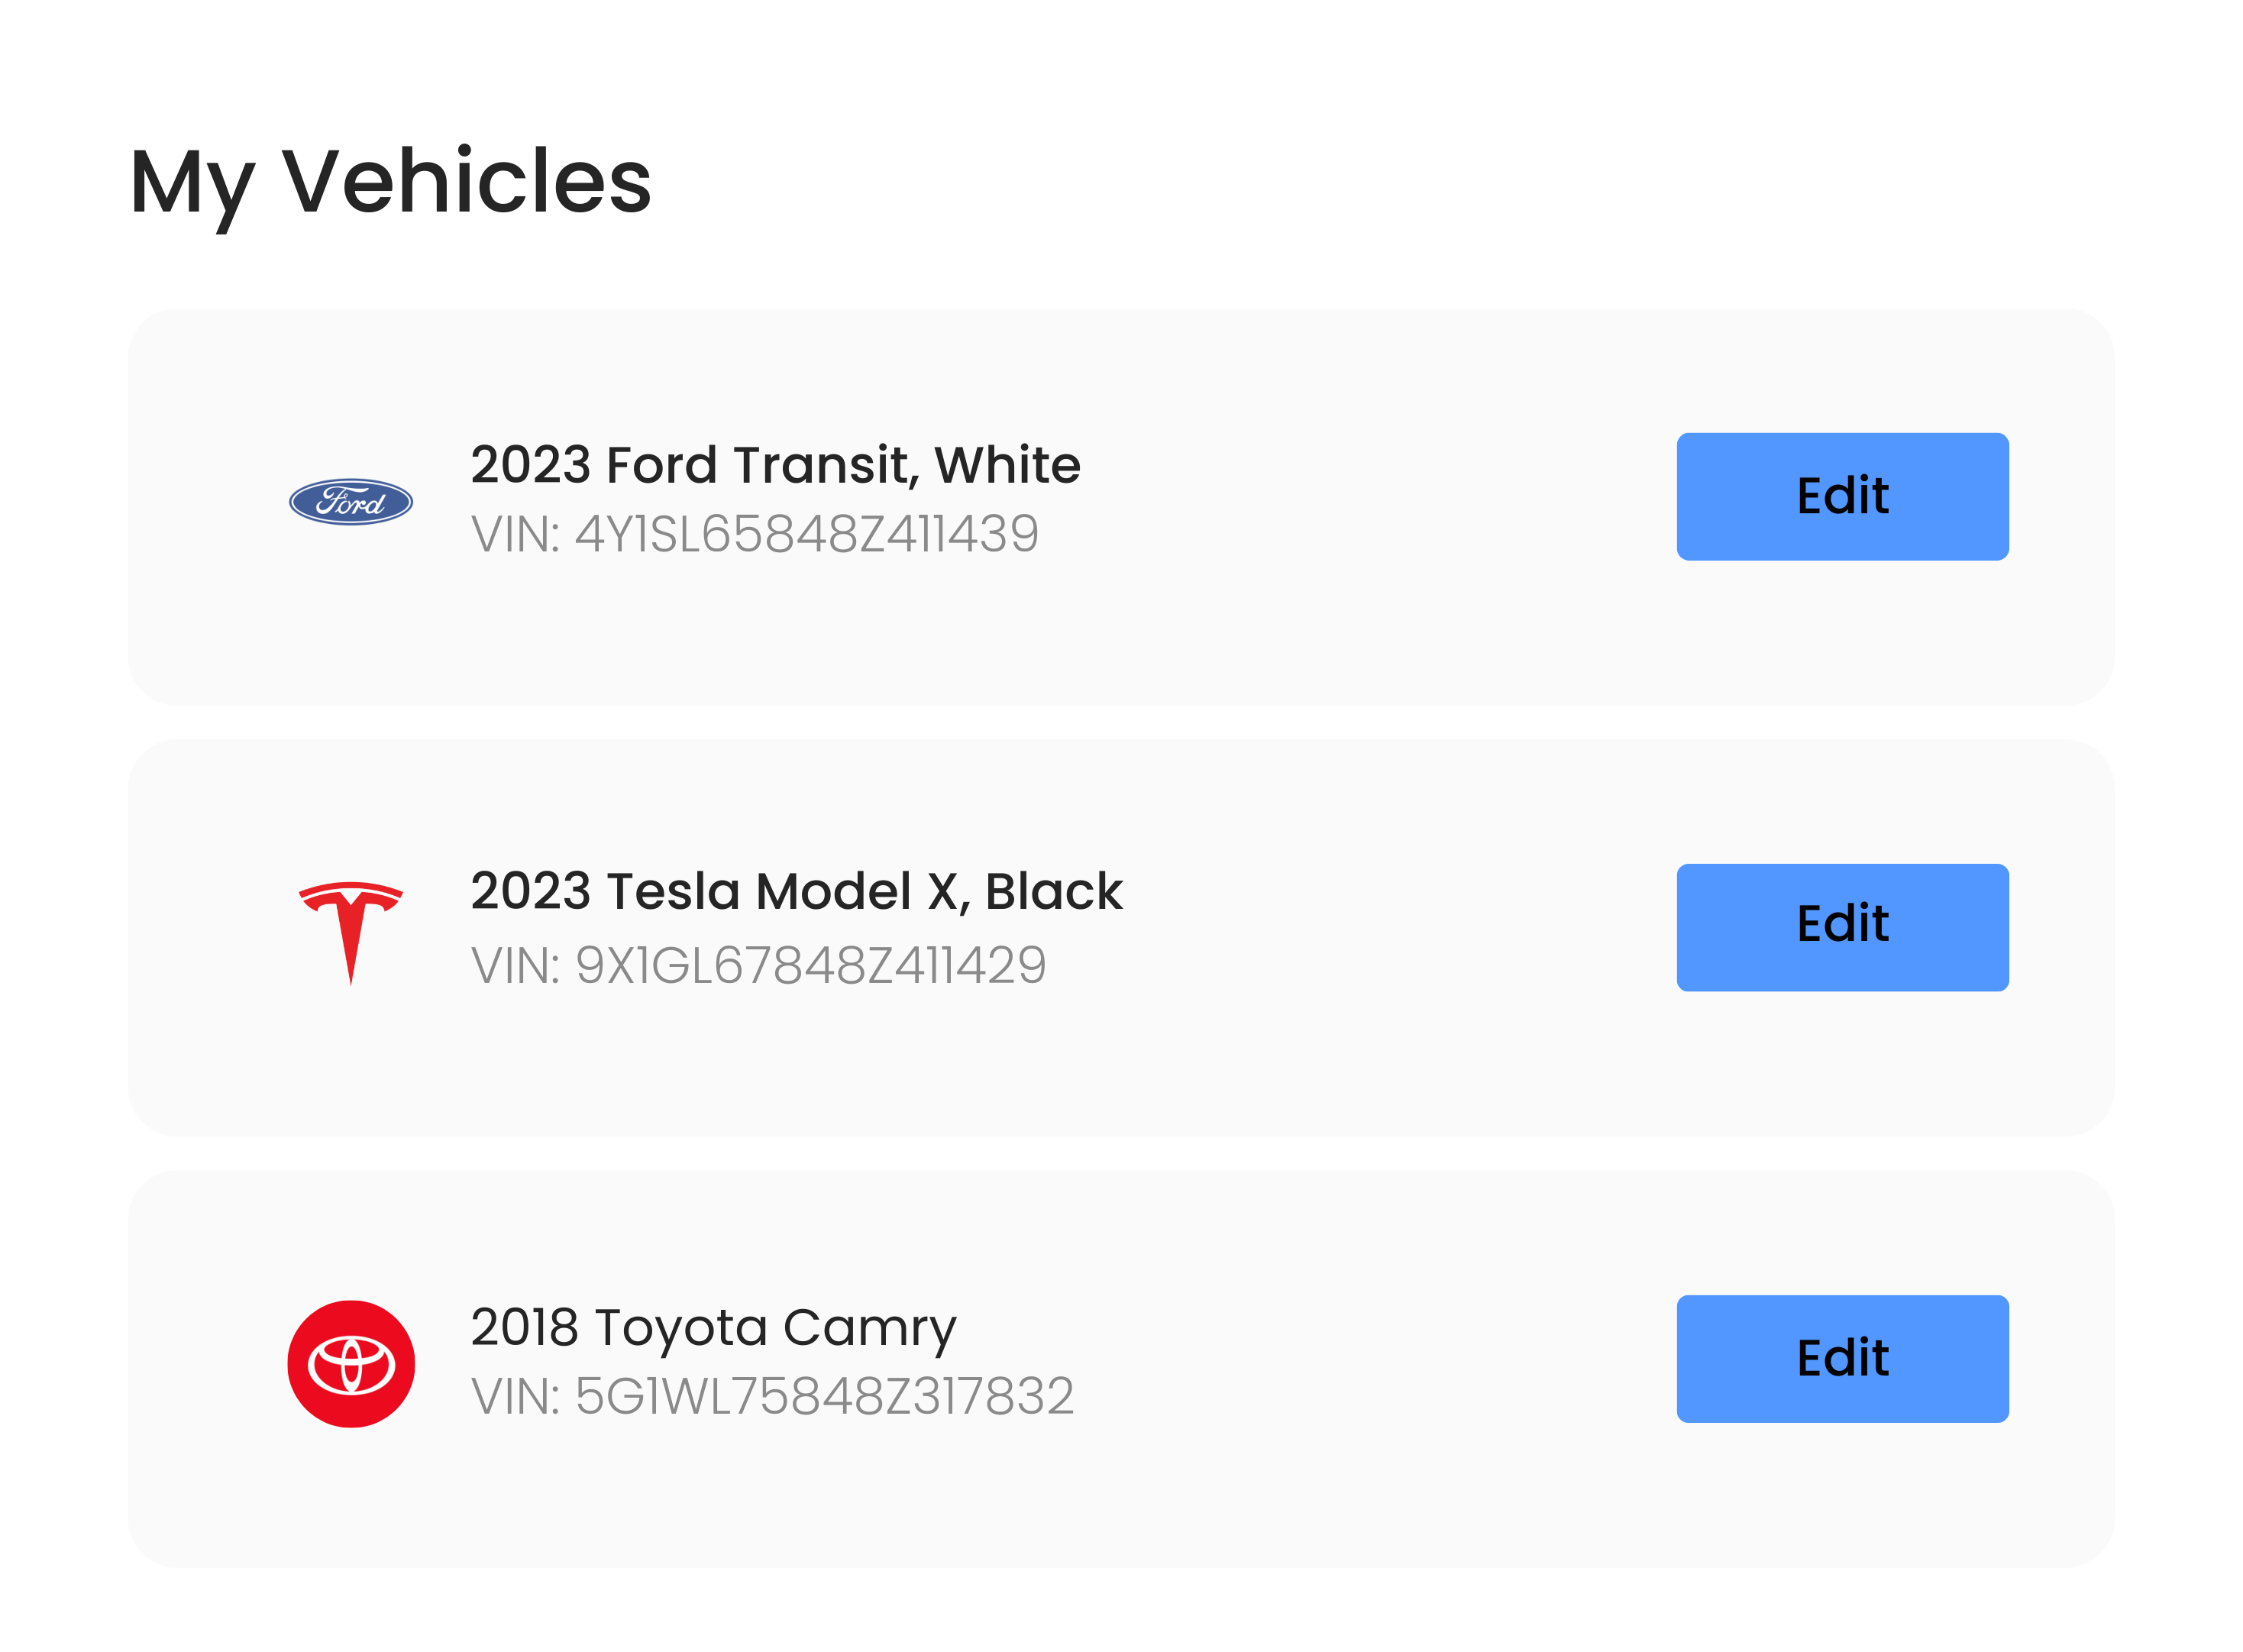 My Vehicles
Ford
2023 Ford Transit, White
VIN: 4Y1SL65848Z411439
Edit
2023 Tesla Model X, Black
VIN: 9X1GL67848Z411429
Edit
2018 Toyota Camry
VIN: 5G1WL75848Z317832
Edit